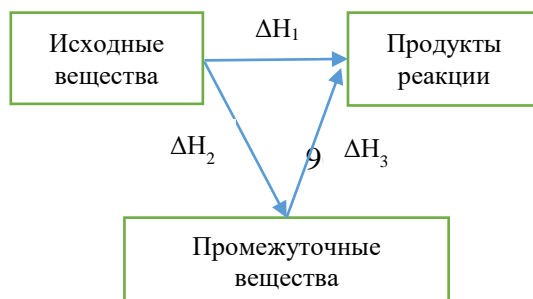 Исходные
вещества
ΔH₁
Продукты
реакции
ΔH₂
9
ΔH₃
Промежуточные
вещества